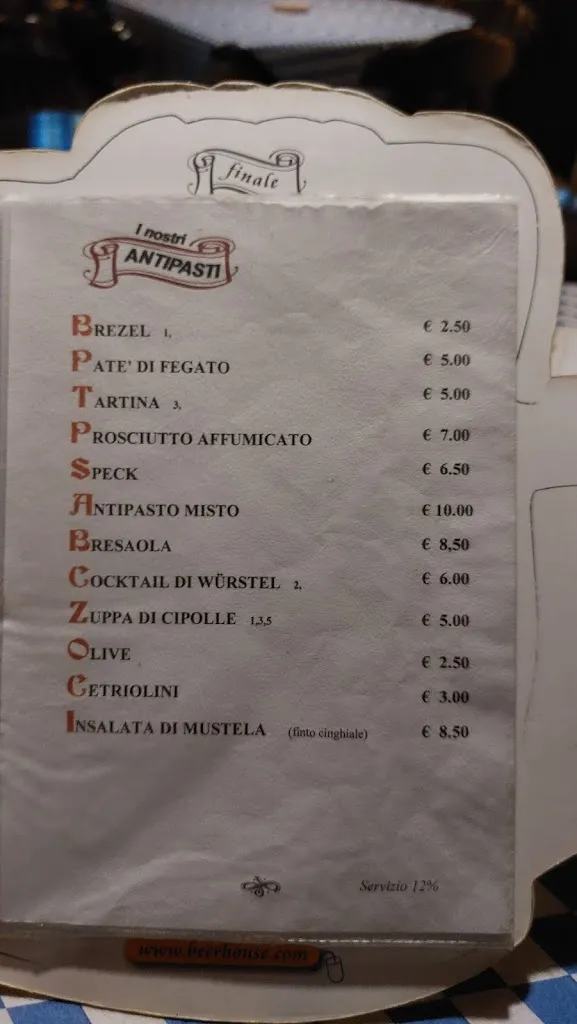 finale
I nostri
ANTIPASTI
BREZEL 1, € 2.50
PATE' DI FEGATO € 5.00
TARTINA 3, € 5.00
PROSCIUTTO AFFUMICATO € 7.00
SPECK € 6.50
ANTIPASTO MISTO € 10.00
BRESAOLA € 8,50
COCKTAIL DI WÜRSTEL 2, € 6.00
ZUPPA DI CIPOLLE 1,3,5 € 5.00
OLIVE € 2.50
CETRIOLINI € 3.00
INSALATA DI MUSTELA (finto cinghiale) € 8.50
Servizio 12%
www.beerhouse.com